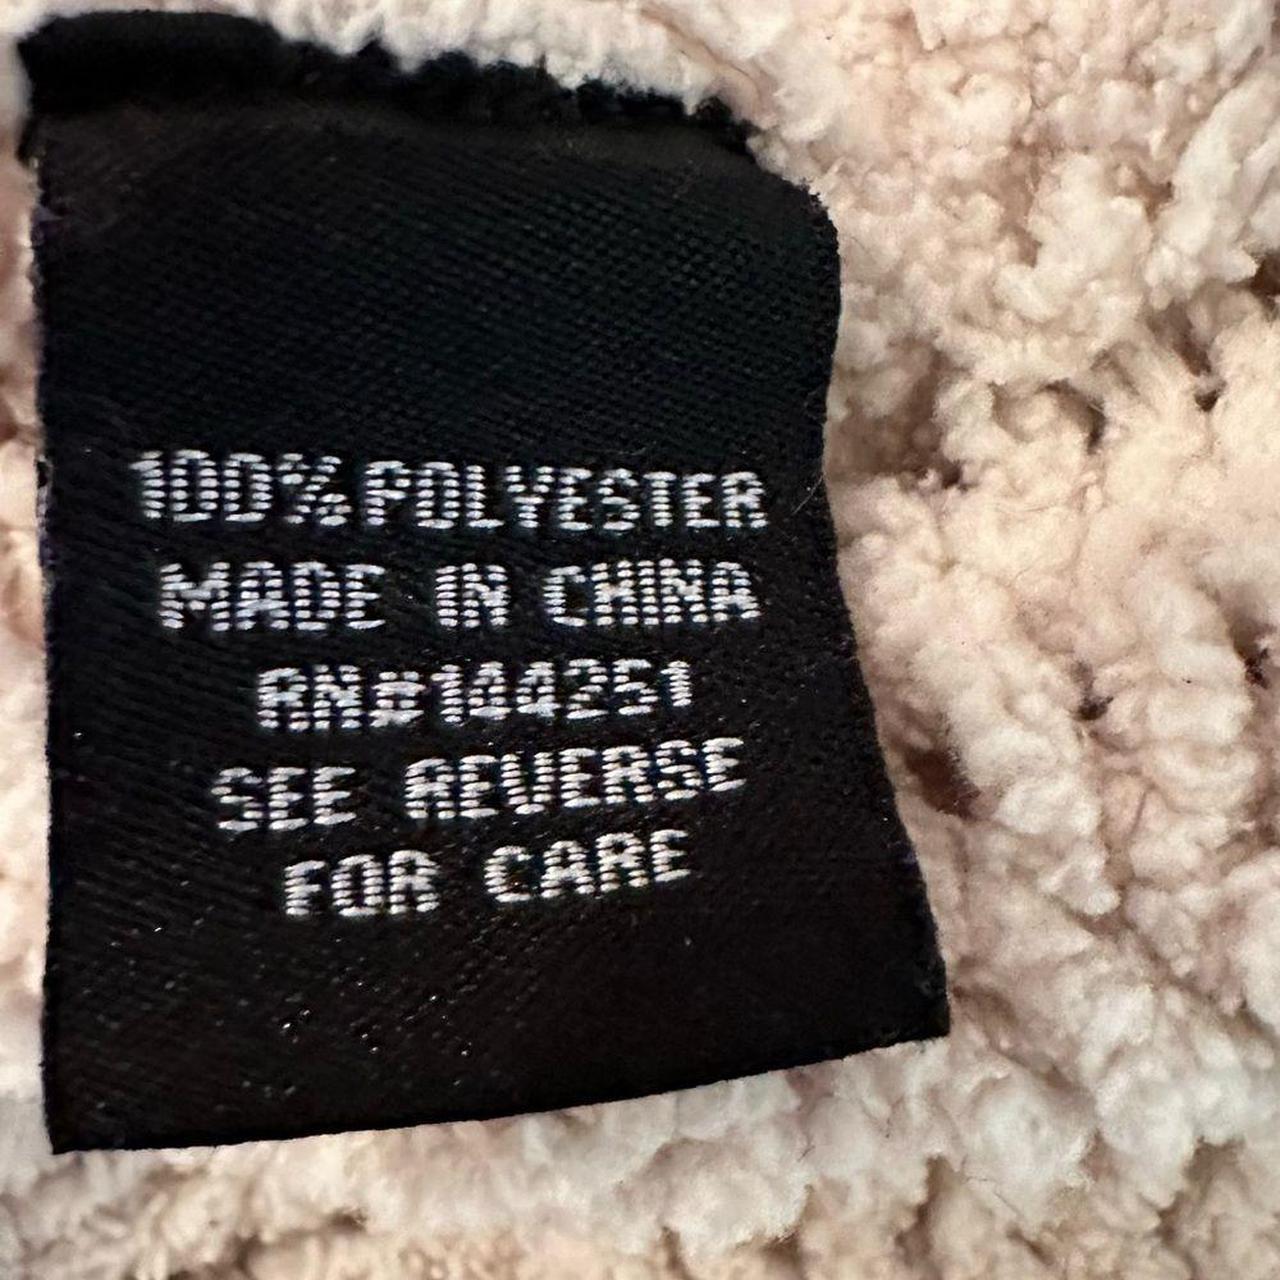 100% POLYESTER
MADE IN CHINA
RN#144251
SEE REVERSE
FOR CARE